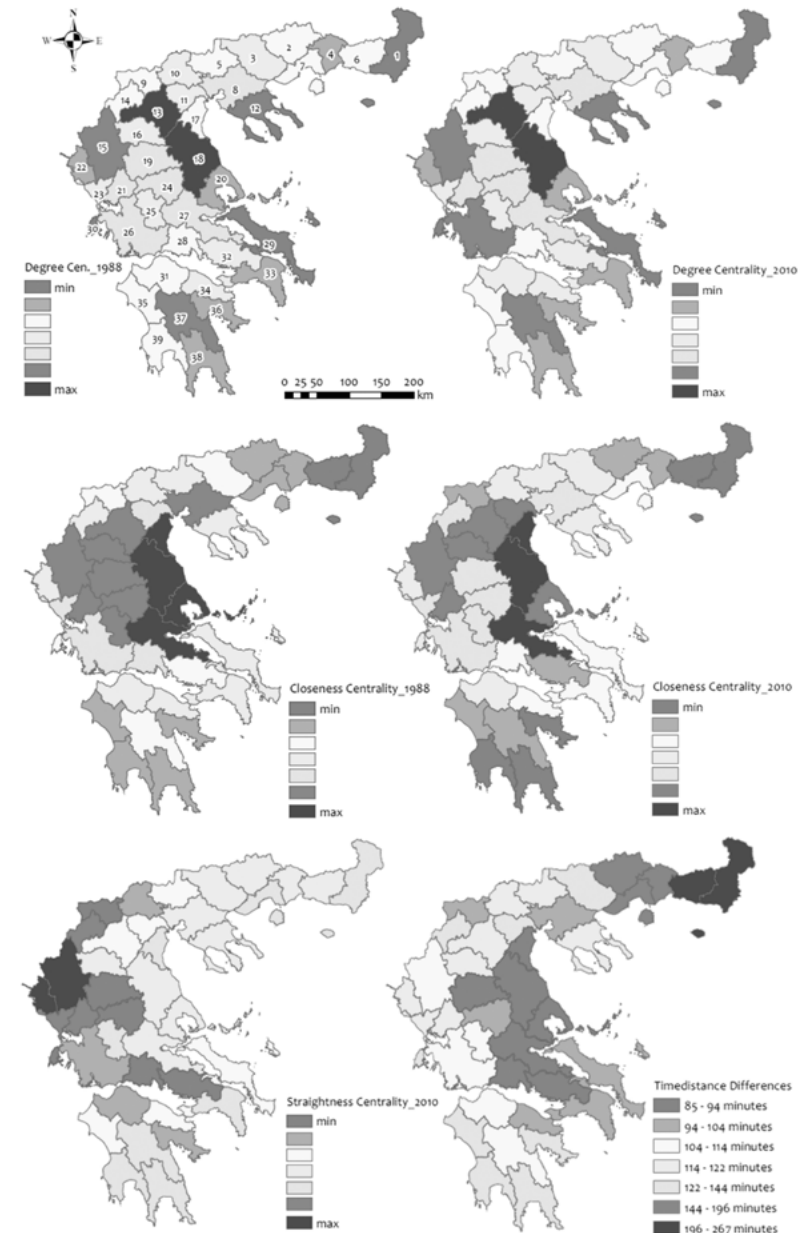 N
W E
S
1
2
3
4
5
6
7
8
9
10
11
12
13
14
15
16
17
18
19
20
21
22
23
24
25
26
27
28
29
30
31
32
33
34
35
36
37
38
39
Degree Cen._1988
min
max
0 25 50 100 150 200
km
Degree Centrality_2010
min
max
Closeness Centrality_1988
min
max
Closeness Centrality_2010
min
max
Straightness Centrality_2010
min
max
Timedistance Differences
85 - 94 minutes
94 - 104 minutes
104 - 114 minutes
114 - 122 minutes
122 - 144 minutes
144 - 196 minutes
196 - 267 minutes